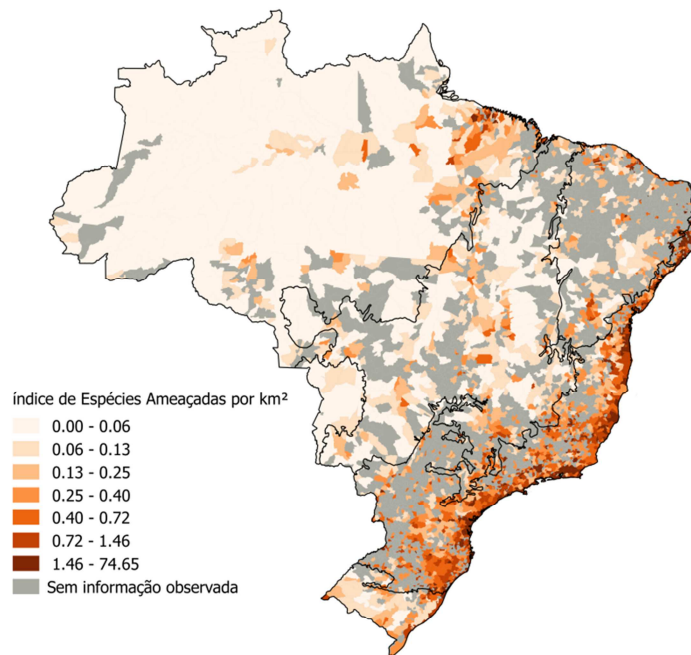 índice de Espécies Ameaçadas por km²
0.00 - 0.06
0.06 - 0.13
0.13 - 0.25
0.25 - 0.40
0.40 - 0.72
0.72 - 1.46
1.46 - 74.65
Sem informação observada